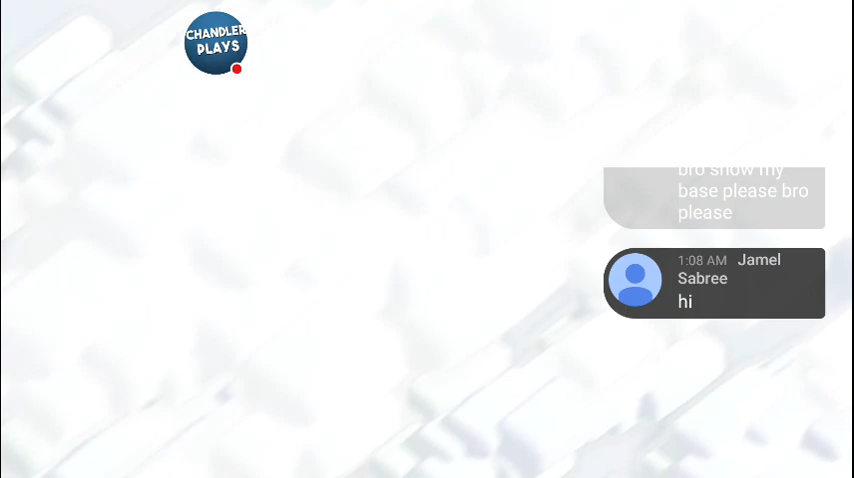 CHANDLER
PLAYS
bro show my
base please bro
please
1:08 AM Jamel
Sabree
hi